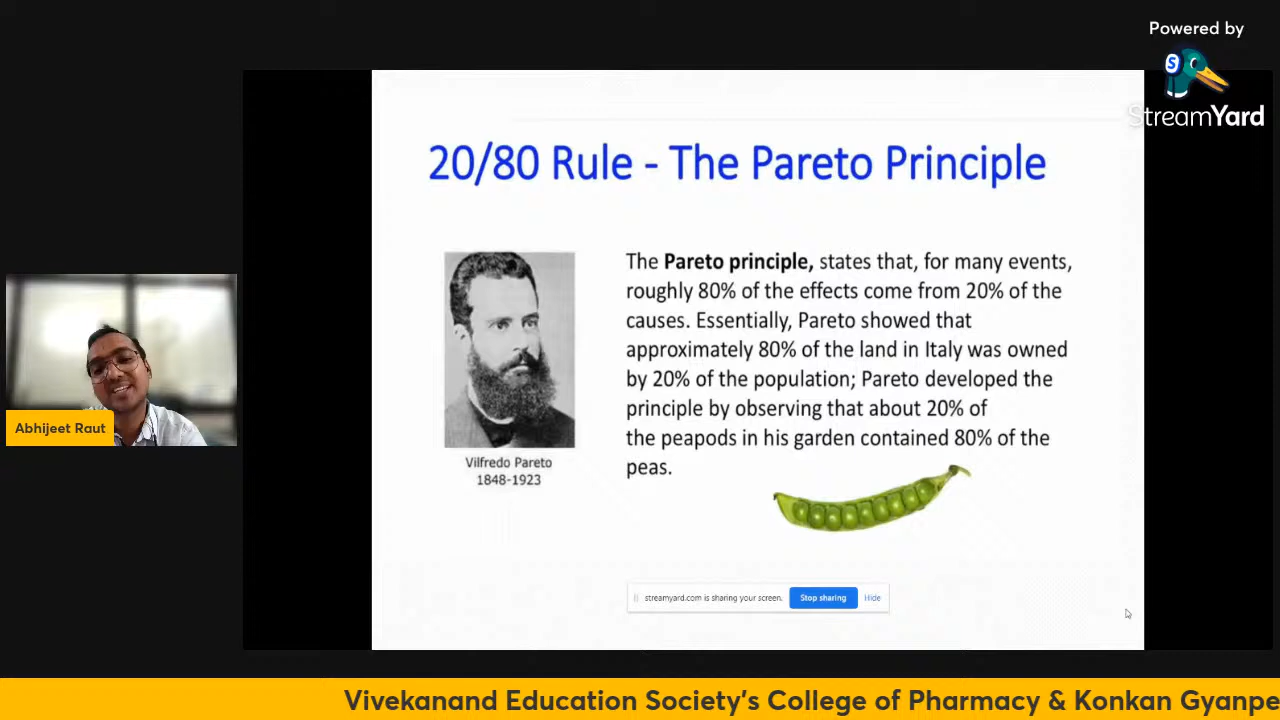 Powered by
S
StreamYard
20/80 Rule - The Pareto Principle
The Pareto principle, states that, for many events,
roughly 80% of the effects come from 20% of the
causes. Essentially, Pareto showed that
approximately 80% of the land in Italy was owned
by 20% of the population; Pareto developed the
principle by observing that about 20% of
the peapods in his garden contained 80% of the
peas.
Vilfredo Pareto
1848-1923
Abhijeet Raut
streamyard.com is sharing your screen.
Stop sharing
Hide
Vivekanand Education Society's College of Pharmacy & Konkan Gyanpe